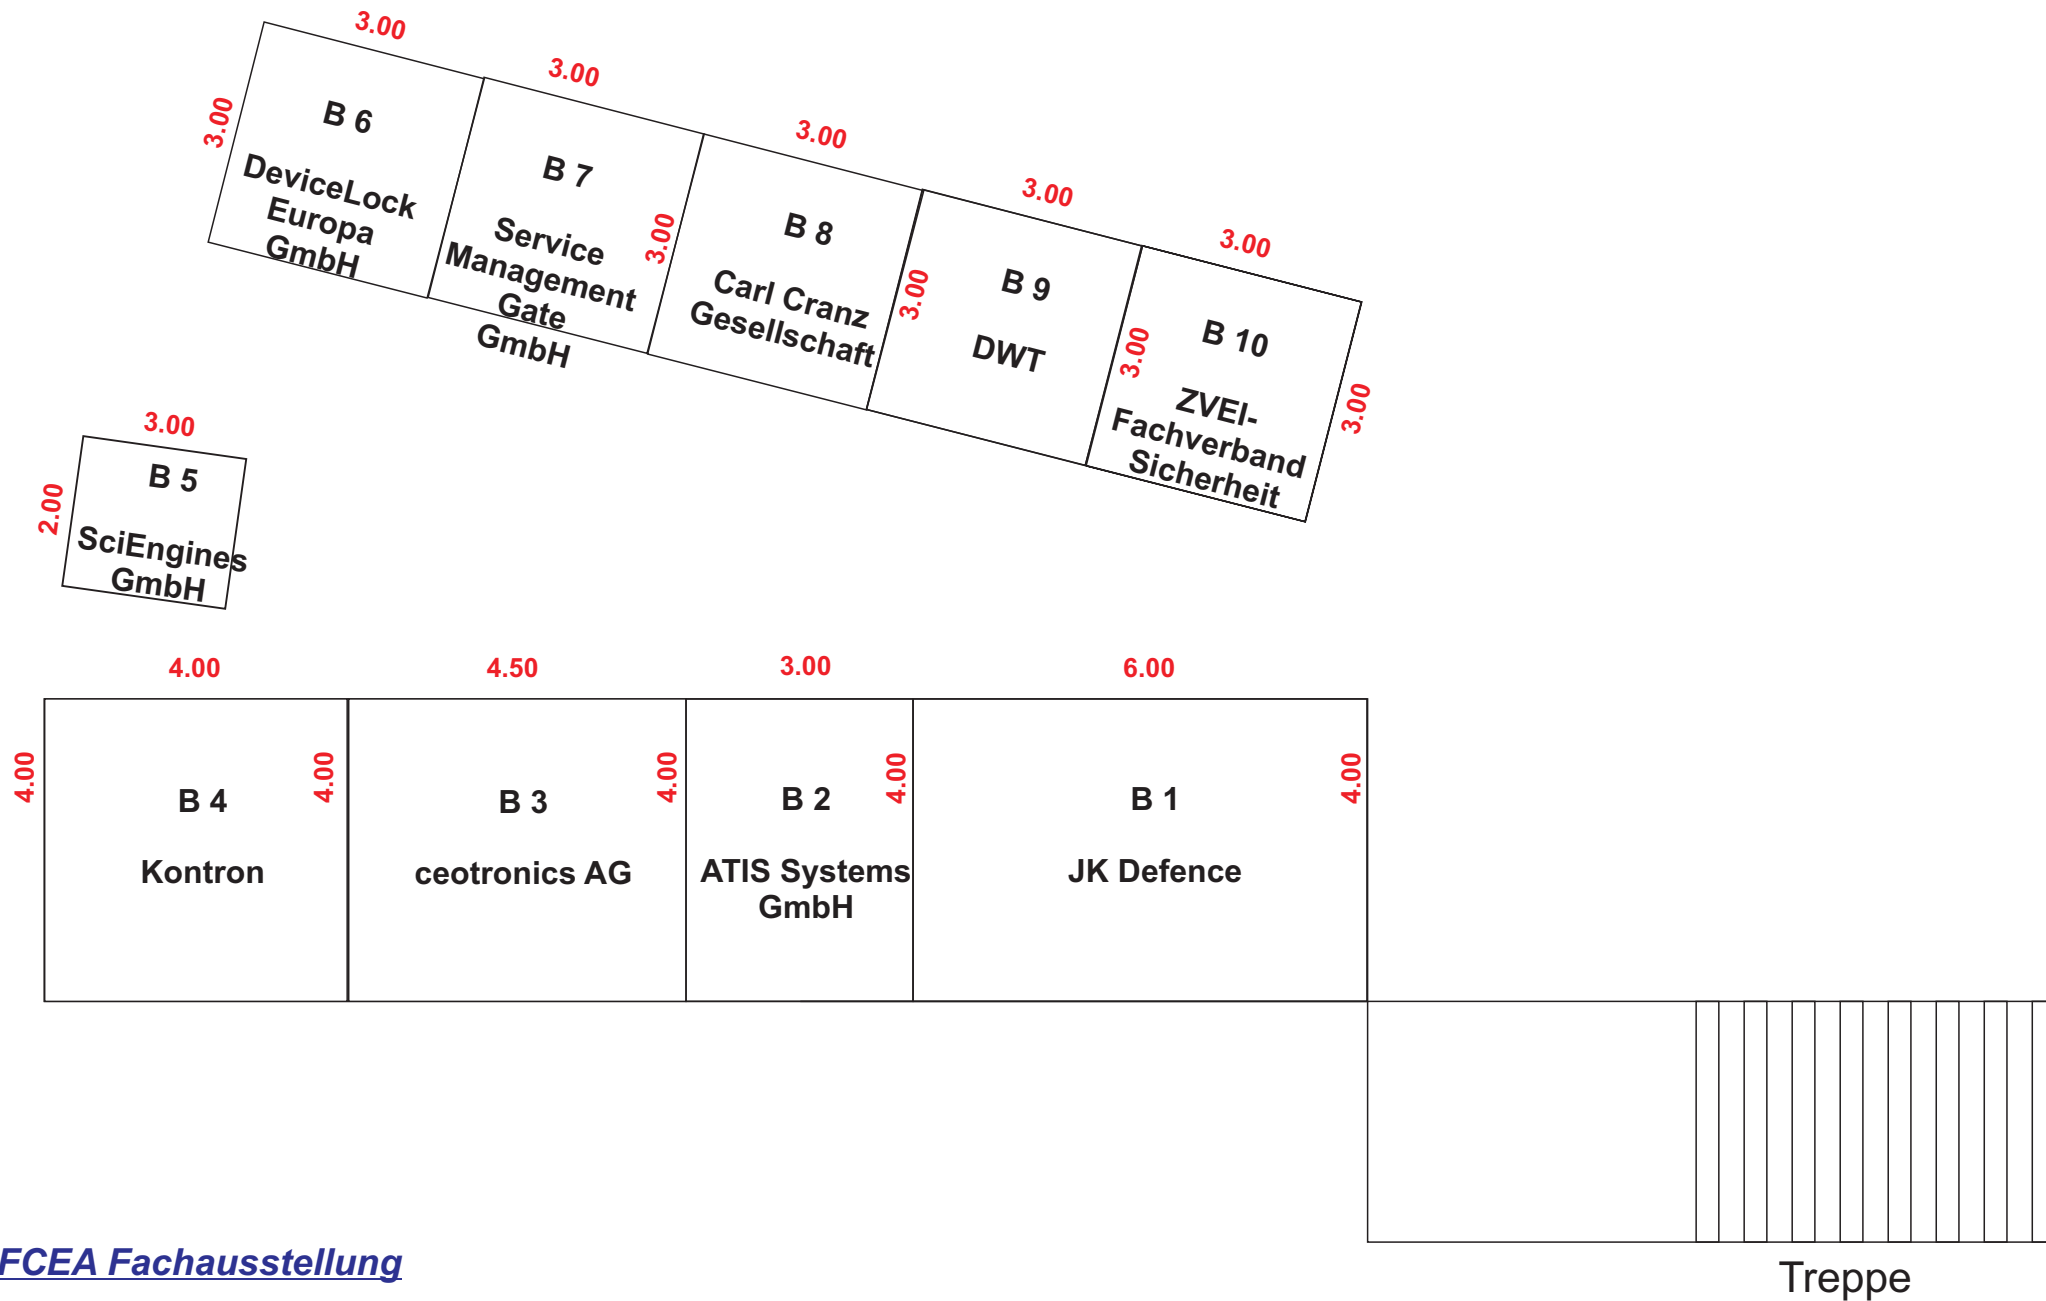 3.00
3.00
3.00
3.00
3.00
3.00
B 6
DeviceLock
Europa
GmbH
B 7
Service
Management
Gate
GmbH
3.00
B 8
Carl Cranz
Gesellschaft
3.00
B 9
DWT
3.00
B 10
ZVEI-
Fachverband
Sicherheit
3.00
3.00
2.00
B 5
SciEngines
GmbH
4.00
4.50
3.00
6.00
4.00
B 4
Kontron
4.00
B 3
ceotronics AG
4.00
B 2
ATIS Systems
GmbH
4.00
B 1
JK Defence
4.00
FCEA Fachausstellung
Treppe